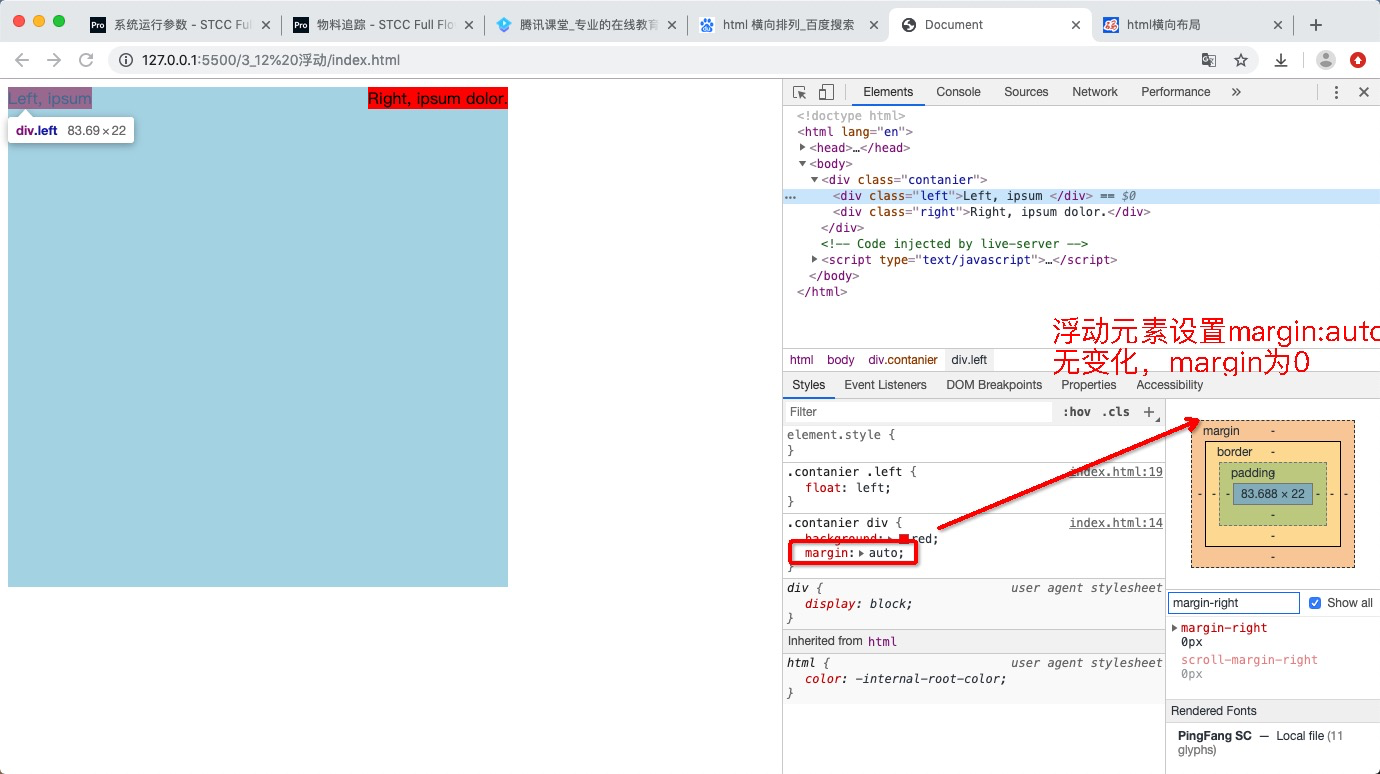 系统运行参数 - STCC Full Flo
物料追踪 - STCC Full Flo
腾讯课堂_专业的在线教育
html 横向排列_百度搜索
Document
html横向布局
127.0.0.1:5500/3_12%20浮动/index.html
Left, ipsum
Right, ipsum dolor.
div.left 83.69 × 22
Elements Console Sources Network Performance »
<!doctype html>
<html lang="en">
<head>…</head>
<body>
<div class="contanier">
<div class="left">Left, ipsum </div> == $0
<div class="right">Right, ipsum dolor.</div>
</div>
<!-- Code injected by live-server -->
<script type="text/javascript">…</script>
</body>
</html>
浮动元素设置margin:auto
无变化，margin为0
html body div.contanier div.left
Styles Event Listeners DOM Breakpoints Properties Accessibility
Filter :hov .cls +
element.style {
}
.contanier .left { index.html:19
float: left;
}
.contanier div { index.html:14
background: red;
margin: auto;
}
div { user agent stylesheet
display: block;
}
Inherited from html
html { user agent stylesheet
color: -internal-root-color;
}
margin -
border -
padding -
- - - 83.688 × 22 - - -
-
-
-
margin-right Show all
margin-right
0px
scroll-margin-right
0px
Rendered Fonts
PingFang SC — Local file (11
glyphs)